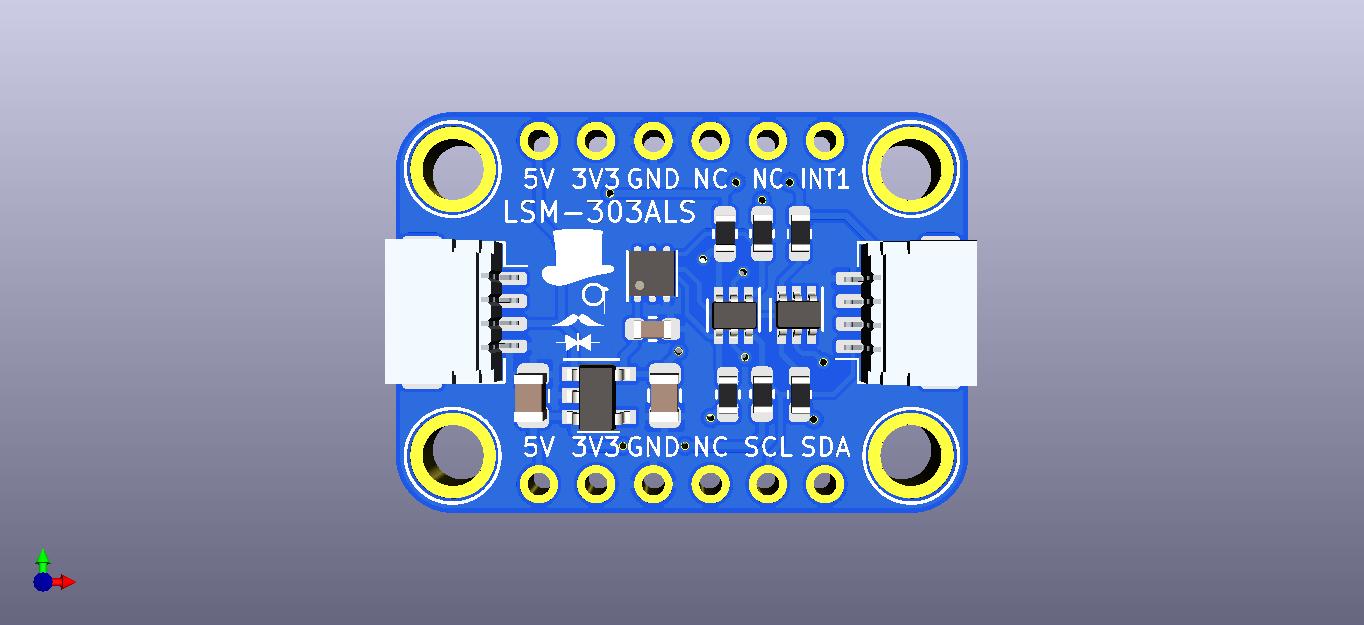 5V 3V3 GND NC NC INT1
LSM-303ALS
5V 3V3 GND NC SCL SDA